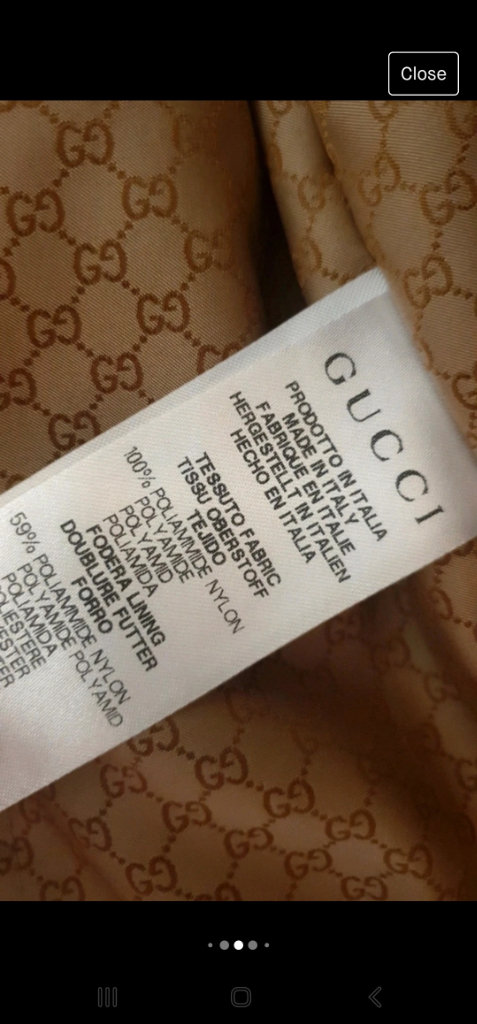 Close
GUCCI
PRODOTTO IN ITALIA
MADE IN ITALY
FABRIQUE EN ITALIE
HERGESTELLT IN ITALIEN
HECHO EN ITALIA
TESSUTO FABRIC
TISSU OBERSTOFF
TEJIDO
100% POLIAMMIDE NYLON
POLYAMIDE
POLYAMID
POLIAMIDA
FODERA LINING
DOUBLURE FUTTER
FORRO
59% POLIAMMIDE NYLON
POLYAMIDE POLYAMID
POLIAMIDA